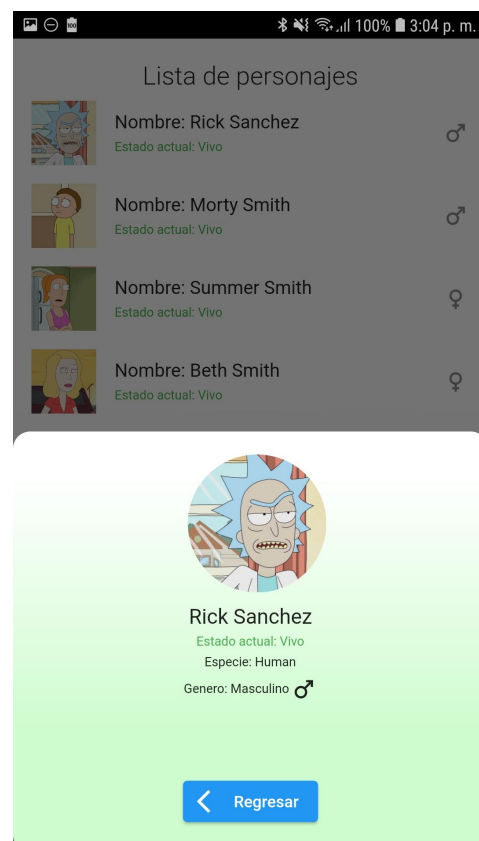 100% 3:04 p. m.
Lista de personajes
Nombre: Rick Sanchez
Estado actual: Vivo
Nombre: Morty Smith
Estado actual: Vivo
Nombre: Summer Smith
Estado actual: Vivo
Nombre: Beth Smith
Estado actual: Vivo
Rick Sanchez
Estado actual: Vivo
Especie: Human
Genero: Masculino
Regresar